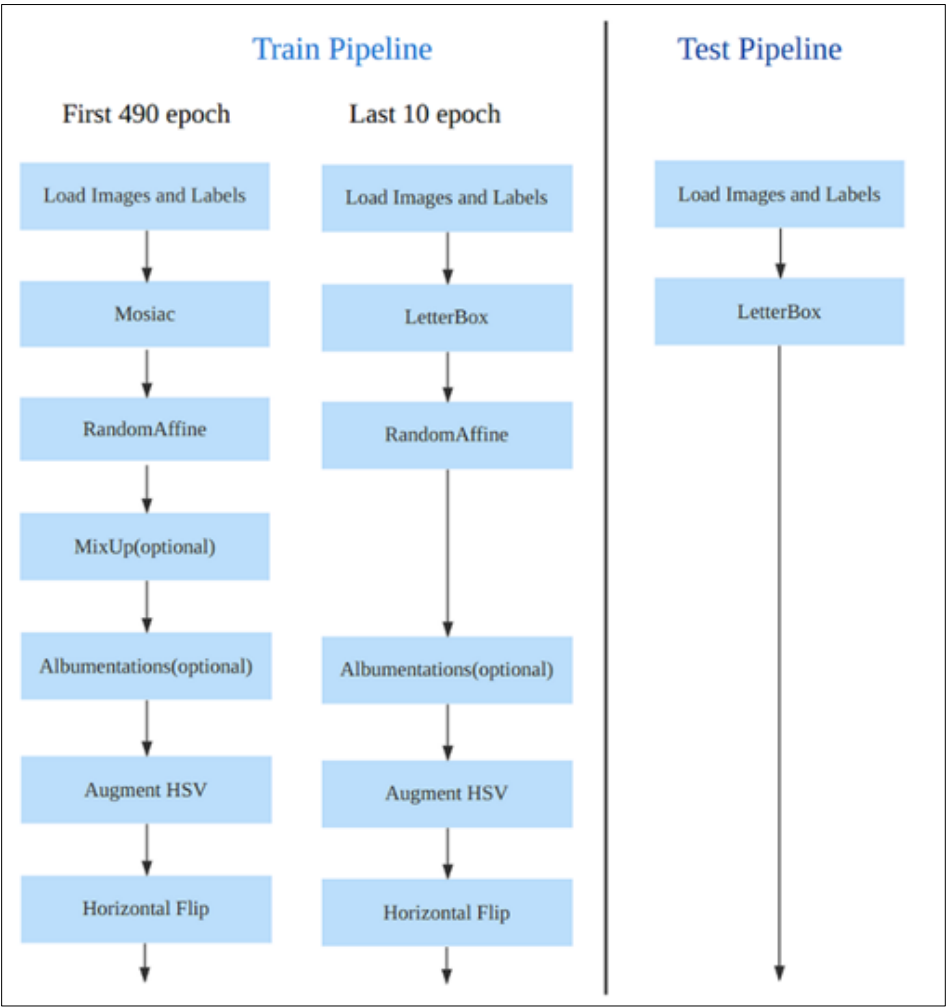 Train Pipeline
First 490 epoch
Load Images and Labels
Mosiac
RandomAffine
MixUp(optional)
Albumentations(optional)
Augment HSV
Horizontal Flip
Last 10 epoch
Load Images and Labels
LetterBox
RandomAffine
Albumentations(optional)
Augment HSV
Horizontal Flip
Test Pipeline
Load Images and Labels
LetterBox